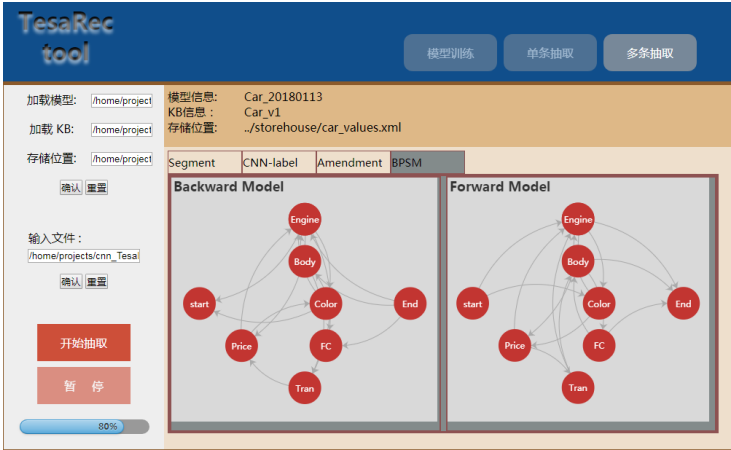 TesaRec
tool
模型训练 单条抽取 多条抽取
加载模型: /home/project
加载 KB: /home/project
存储位置: /home/project
确认 重置
输入文件：
/home/projects/cnn_Tesal
确认 重置
开始抽取
暂 停
80%
模型信息: Car_20180113
KB信息： Car_v1
存储位置: ../storehouse/car_values.xml
Segment CNN-label Amendment BPSM
Backward Model
Engine
Body
start Color End
Price FC
Tran
Forward Model
Engine
Body
start Color End
Price FC
Tran